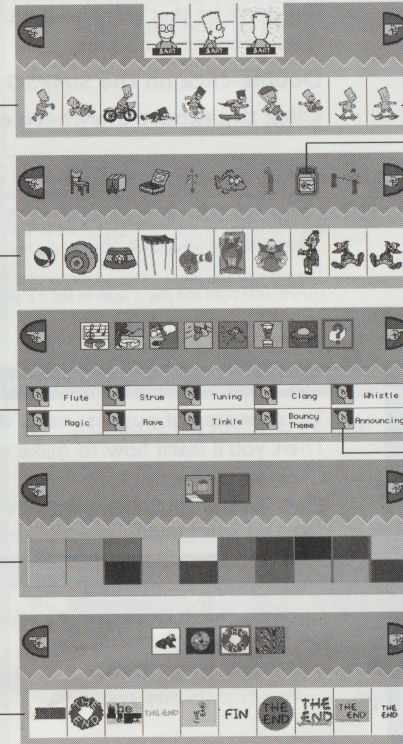 BART BART BART
Flute Strum Tuning Clang Whistle
Magic Rave Tinkle Bouncy Theme Announcing
THE END
THE END
FIN
THE END
THE END
THE END
THE END